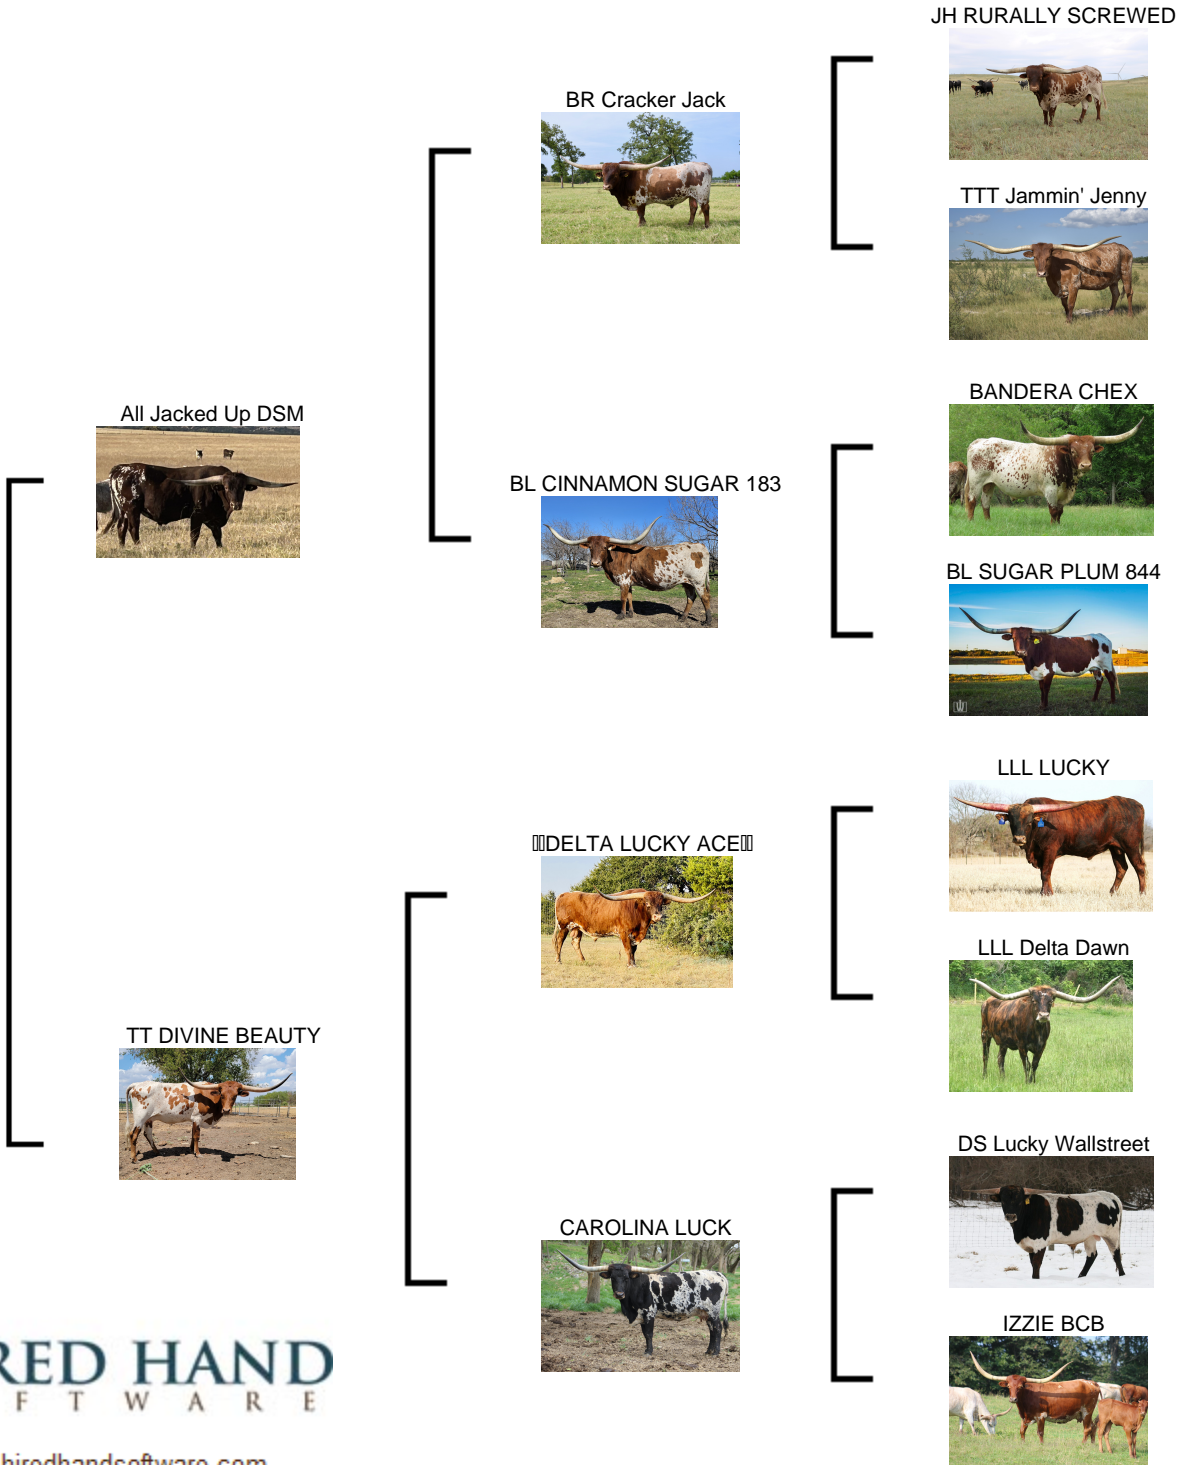 JH RURALLY SCREWED
BR Cracker Jack
TTT Jammin' Jenny
BANDERA CHEX
All Jacked Up DSM
BL CINNAMON SUGAR 183
BL SUGAR PLUM 844
LLL LUCKY
DELTA LUCKY ACE
LLL Delta Dawn
TT DIVINE BEAUTY
DS Lucky Wallstreet
CAROLINA LUCK
IZZIE BCB
RED HAND
F T W A R E
hiredhandsoftware.com